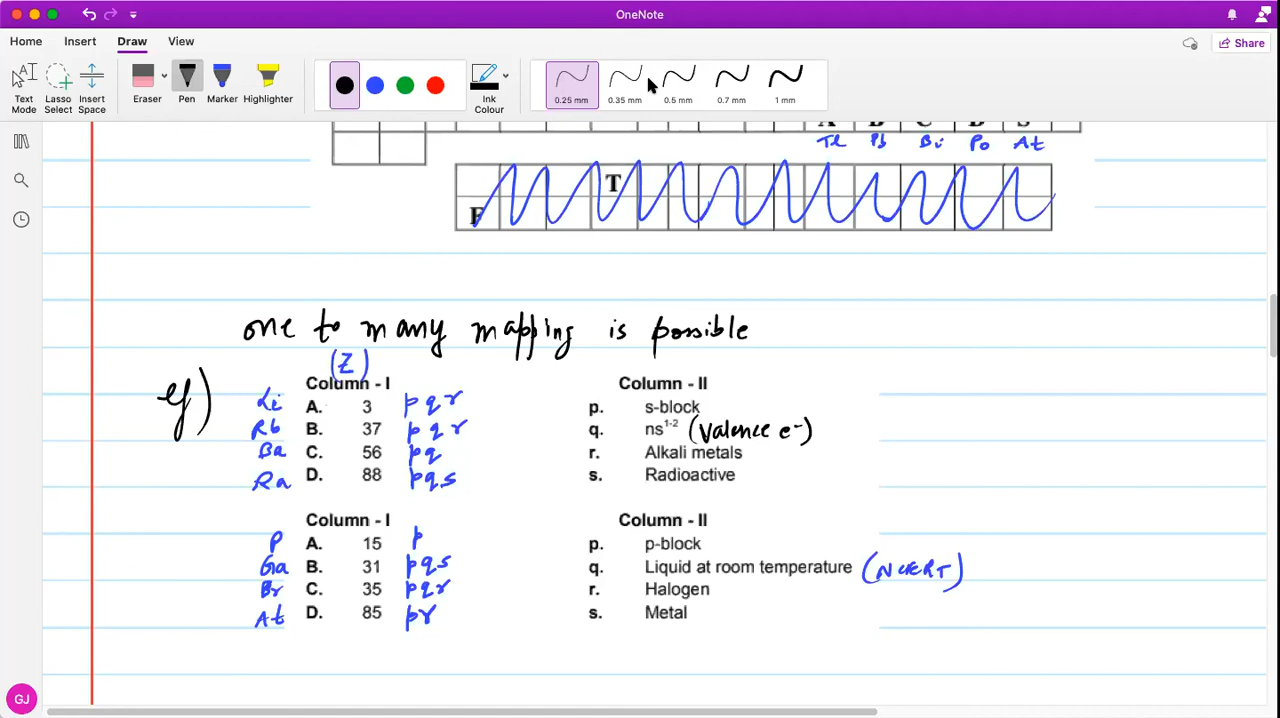 OneNote
Home Insert Draw View
Share
Text Mode Lasso Select Insert Space Eraser Pen Marker Highlighter Ink Colour 0.25 mm 0.35 mm 0.5 mm 0.7 mm 1 mm
Tl Pb Bi Po At
T
F
one to many mapping is possible
(Z)
eg) Column - I Column - II
Li A. 3 p q r p. s-block
Rb B. 37 p q r q. ns1-2 (valence e-)
Ba C. 56 p q r. Alkali metals
Ra D. 88 p q s s. Radioactive
Column - I Column - II
P A. 15 p p. p-block
Ga B. 31 p q s q. Liquid at room temperature (NCERT)
Br C. 35 p q r r. Halogen
At D. 85 p r s. Metal
GJ